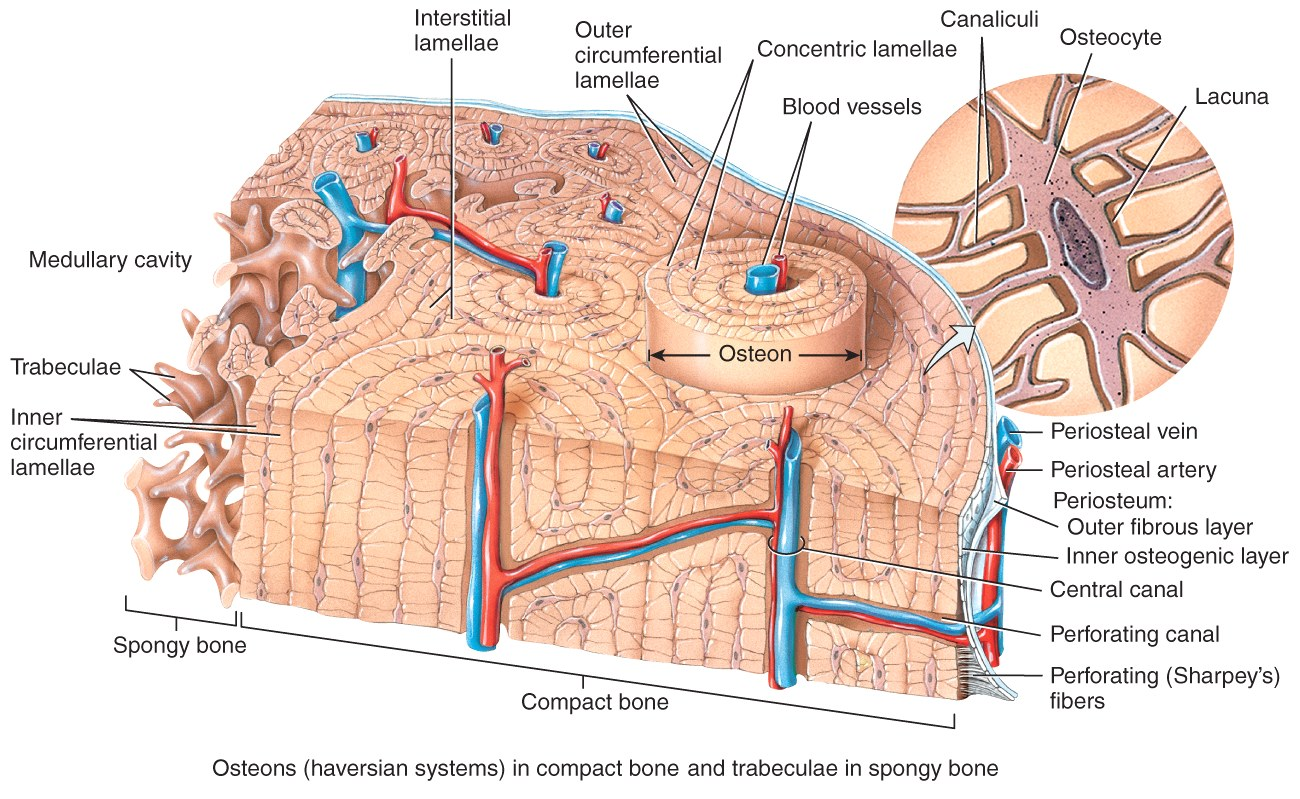 Interstitial
lamellae
Outer
circumferential
lamellae
Concentric lamellae
Blood vessels
Canaliculi
Osteocyte
Lacuna
Medullary cavity
Trabeculae
Inner
circumferential
lamellae
Osteon
Periosteal vein
Periosteal artery
Periosteum:
Outer fibrous layer
Inner osteogenic layer
Central canal
Perforating canal
Perforating (Sharpey's)
fibers
Spongy bone
Compact bone
Osteons (haversian systems) in compact bone and trabeculae in spongy bone